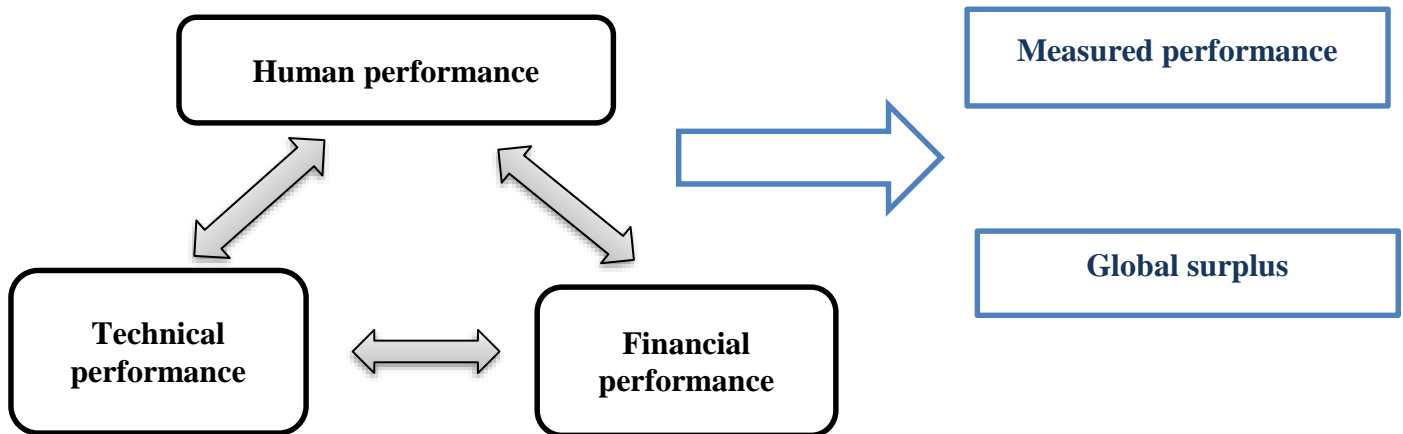 Human performance
Measured performance
Global surplus
Technical
performance
Financial
performance